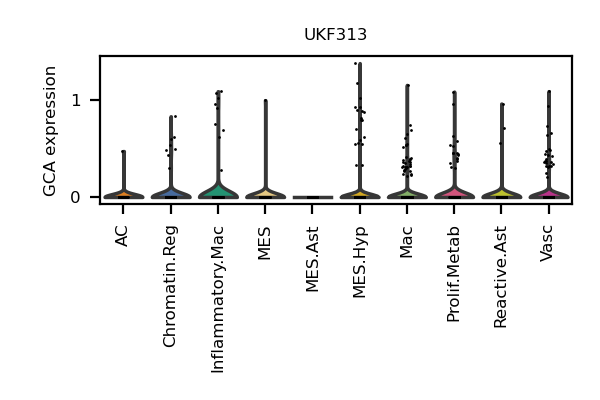 UKF313
GCA expression
1
0
AC
Chromatin.Reg
Inflammatory.Mac
MES
MES.Ast
MES.Hyp
Mac
Prolif.Metab
Reactive.Ast
Vasc